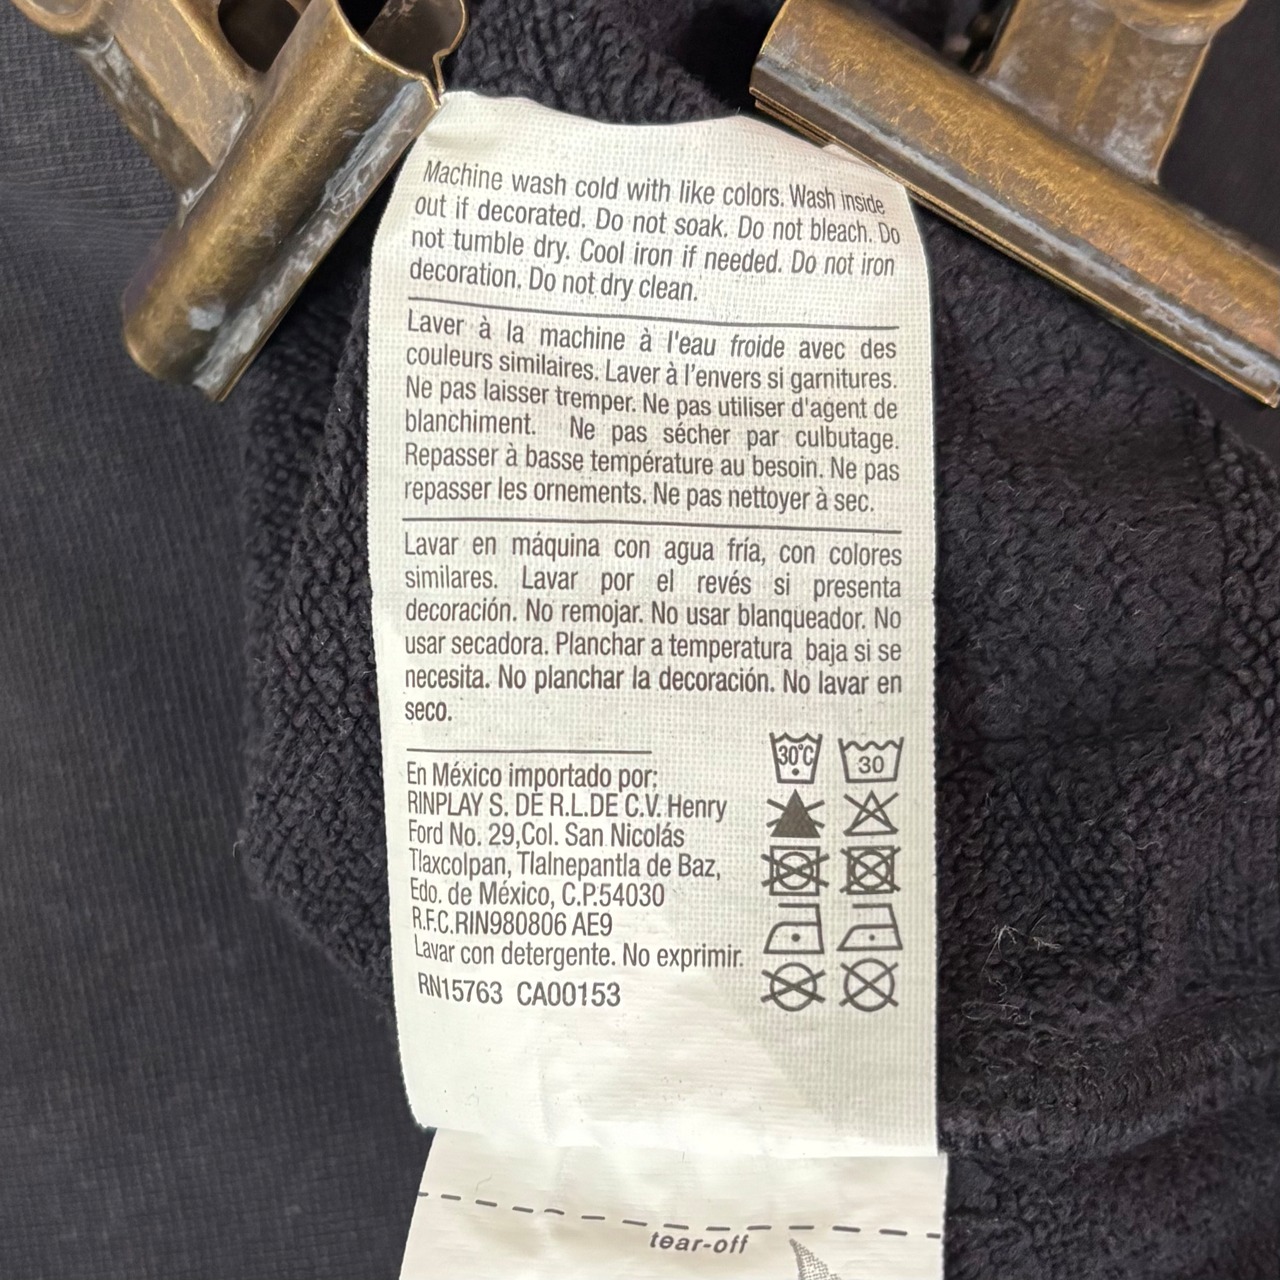 Machine wash cold with like colors. Wash inside
out if decorated. Do not soak. Do not bleach. Do
not tumble dry. Cool iron if needed. Do not iron
decoration. Do not dry clean.
Laver à la machine à l'eau froide avec des
couleurs similaires. Laver à l'envers si garnitures.
Ne pas laisser tremper. Ne pas utiliser d'agent de
blanchiment. Ne pas sécher par culbutage.
Repasser à basse température au besoin. Ne pas
repasser les ornements. Ne pas nettoyer à sec.
Lavar en máquina con agua fría, con colores
similares. Lavar por el revés si presenta
decoración. No remojar. No usar blanqueador. No
usar secadora. Planchar a temperatura baja si se
necesita. No planchar la decoración. No lavar en
seco.
En México importado por:
RINPLAY S. DE R.L.DE C.V. Henry
Ford No. 29,Col. San Nicolás
Tlaxcolpan, Tlalnepantla de Baz,
Edo. de México, C.P.54030
R.F.C.RIN980806 AE9
Lavar con detergente. No exprimir.
RN15763 CA00153
30°C 30
tear-off